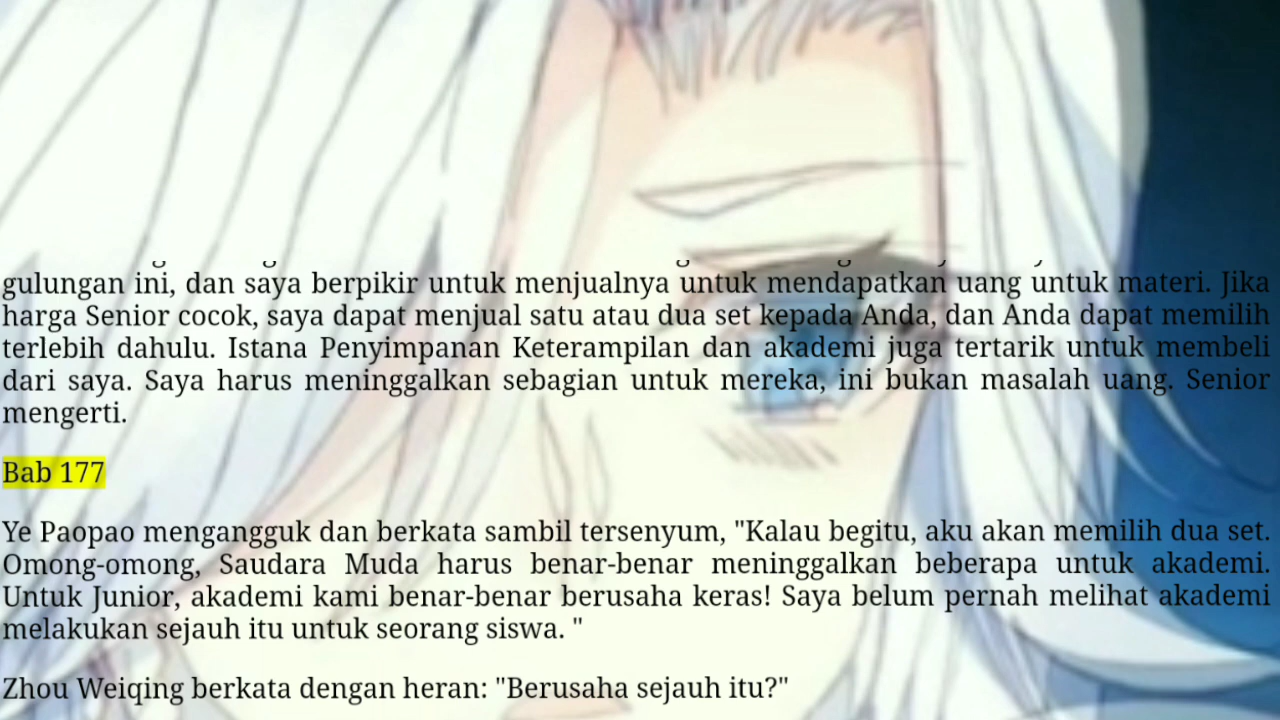 gulungan ini, dan saya berpikir untuk menjualnya untuk mendapatkan uang untuk materi. Jika
harga Senior cocok, saya dapat menjual satu atau dua set kepada Anda, dan Anda dapat memilih
terlebih dahulu. Istana Penyimpanan Keterampilan dan akademi juga tertarik untuk membeli
dari saya. Saya harus meninggalkan sebagian untuk mereka, ini bukan masalah uang. Senior
mengerti.
Bab 177
Ye Paopao mengangguk dan berkata sambil tersenyum, "Kalau begitu, aku akan memilih dua set.
Omong-omong, Saudara Muda harus benar-benar meninggalkan beberapa untuk akademi.
Untuk Junior, akademi kami benar-benar berusaha keras! Saya belum pernah melihat akademi
melakukan sejauh itu untuk seorang siswa. "
Zhou Weiqing berkata dengan heran: "Berusaha sejauh itu?"